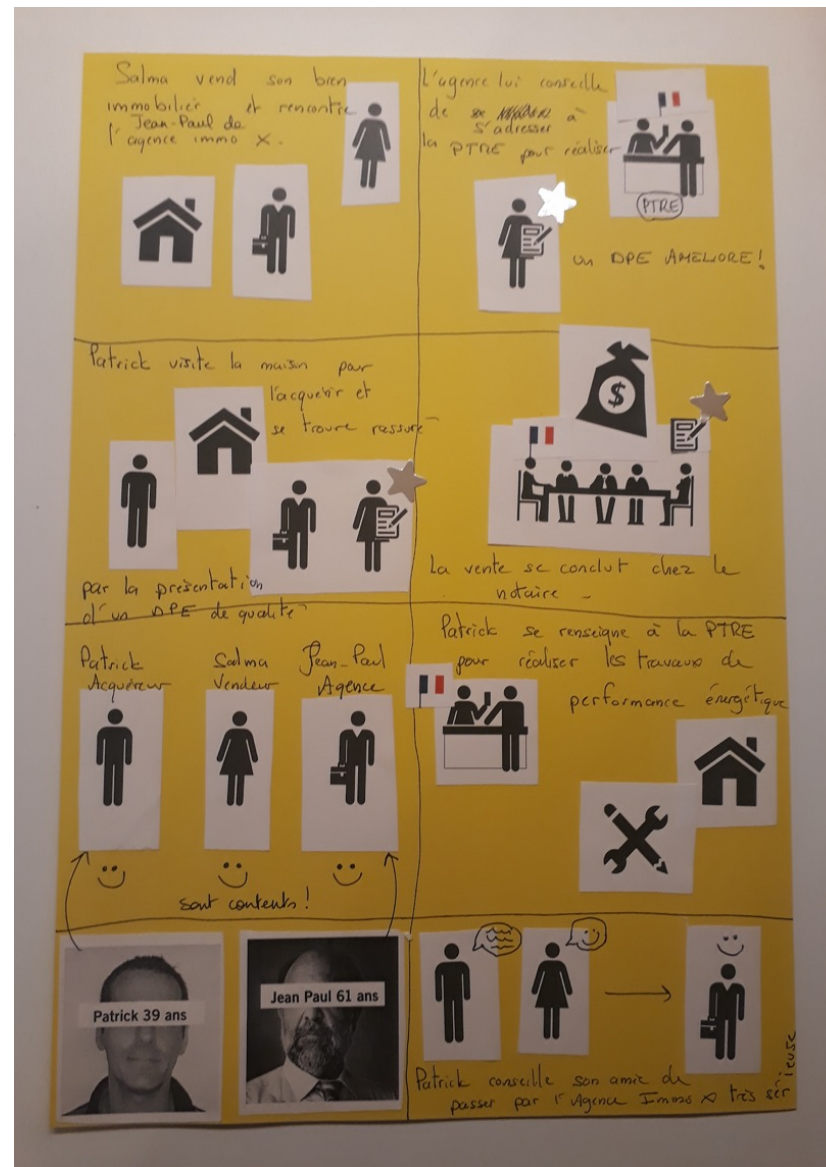 Salma vend son bien
immobilier et rencontre
Jean-Paul de
l'agence immo X.
L'agence lui conseille
de s'adresser à
la PTRE pour réaliser
PTRE
un DPE AMELIORE!
Patrick visite la maison pour
l'acquérir et
se trouve rassuré
par la présentation
d'un DPE de qualité
$
La vente se conclut chez le
notaire -
Patrick
Acquéreur
Salma
Vendeur
Jean-Paul
Agence
sont contents !
Patrick se renseigne à la PTRE
pour réaliser les travaux de
performance énergétique
Patrick 39 ans
Jean Paul 61 ans
Patrick conseille son amie de
passer par l'Agence Immo X très sérieuse